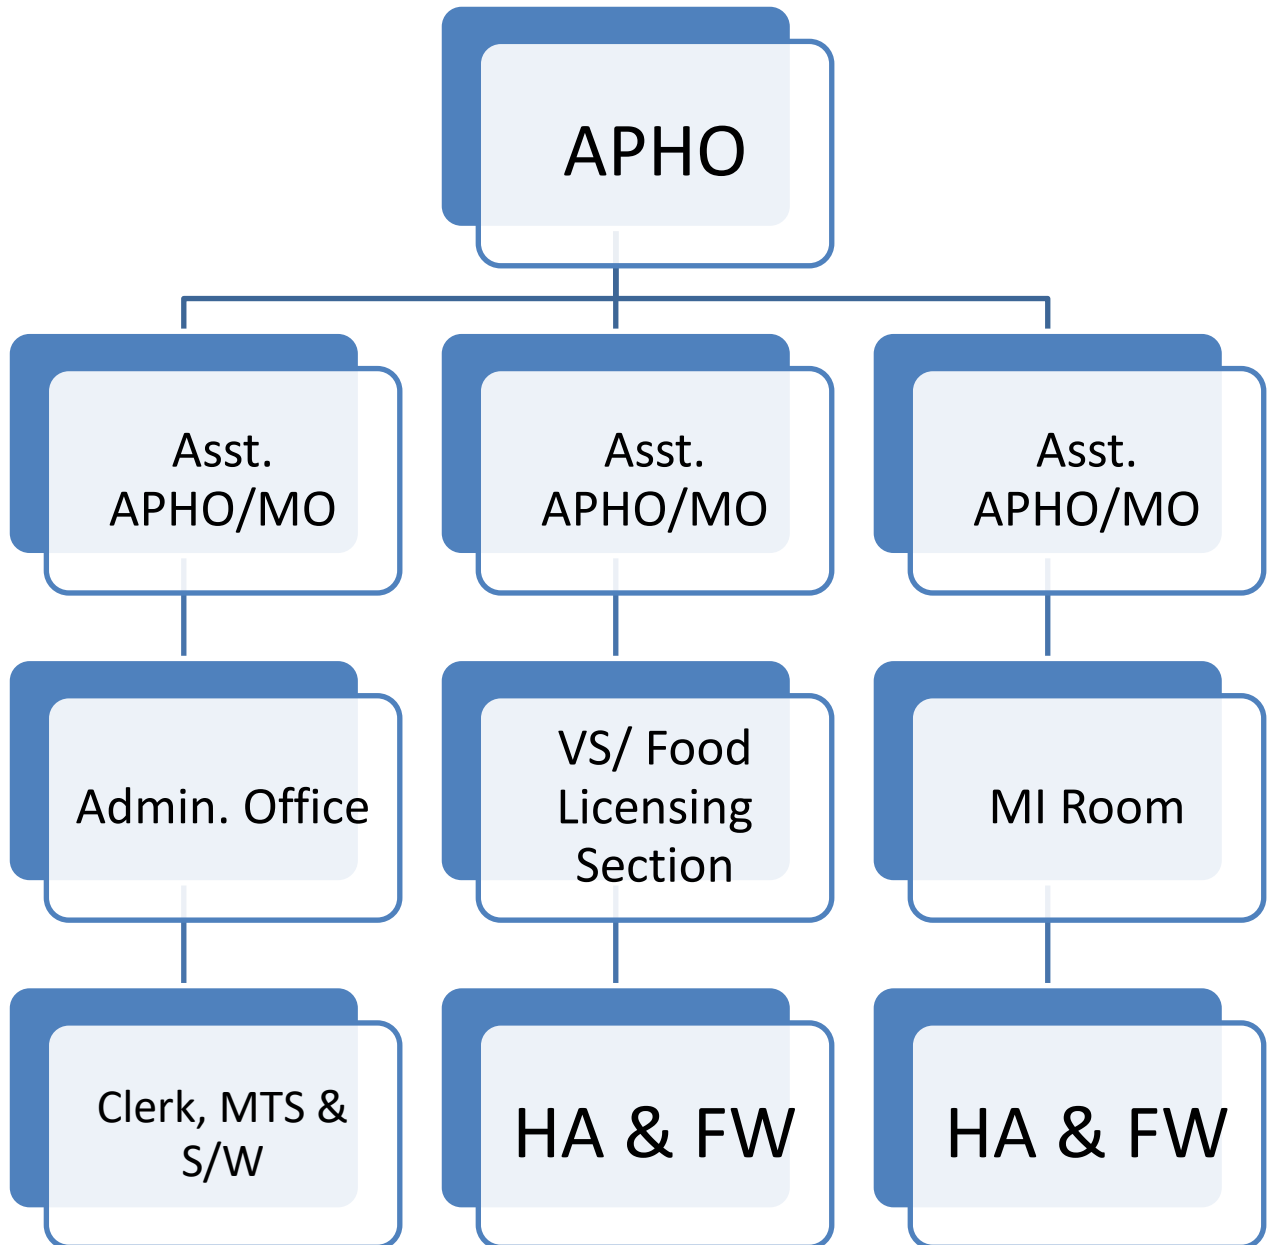 APHO
Asst.
APHO/MO
Asst.
APHO/MO
Asst.
APHO/MO
Admin. Office
VS/ Food
Licensing
Section
MI Room
Clerk, MTS &
S/W
HA & FW
HA & FW